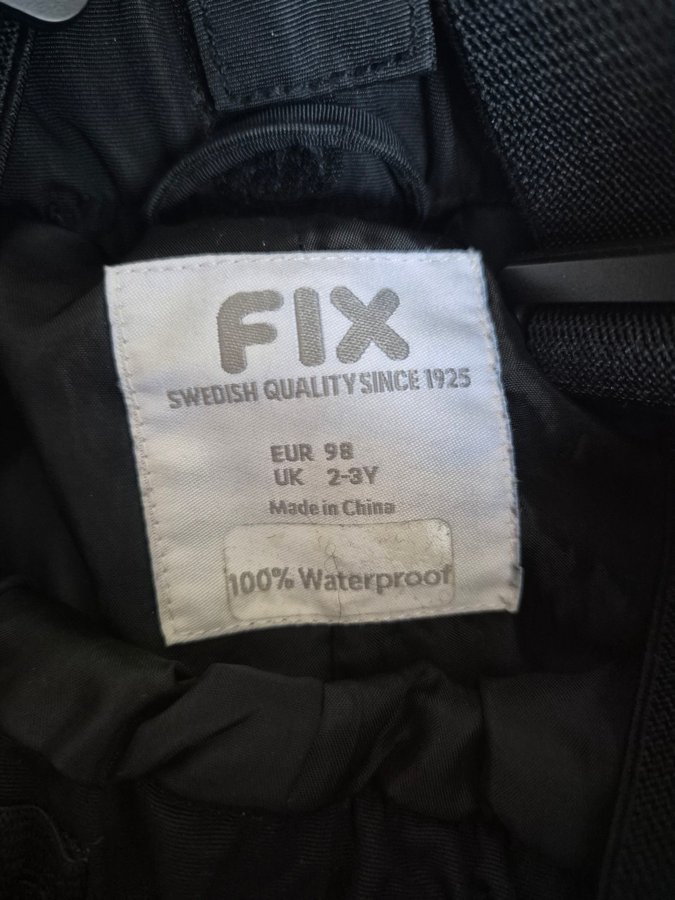 FIX
SWEDISH QUALITY SINCE 1925
EUR 98
UK 2-3Y
Made in China
100% Waterproof